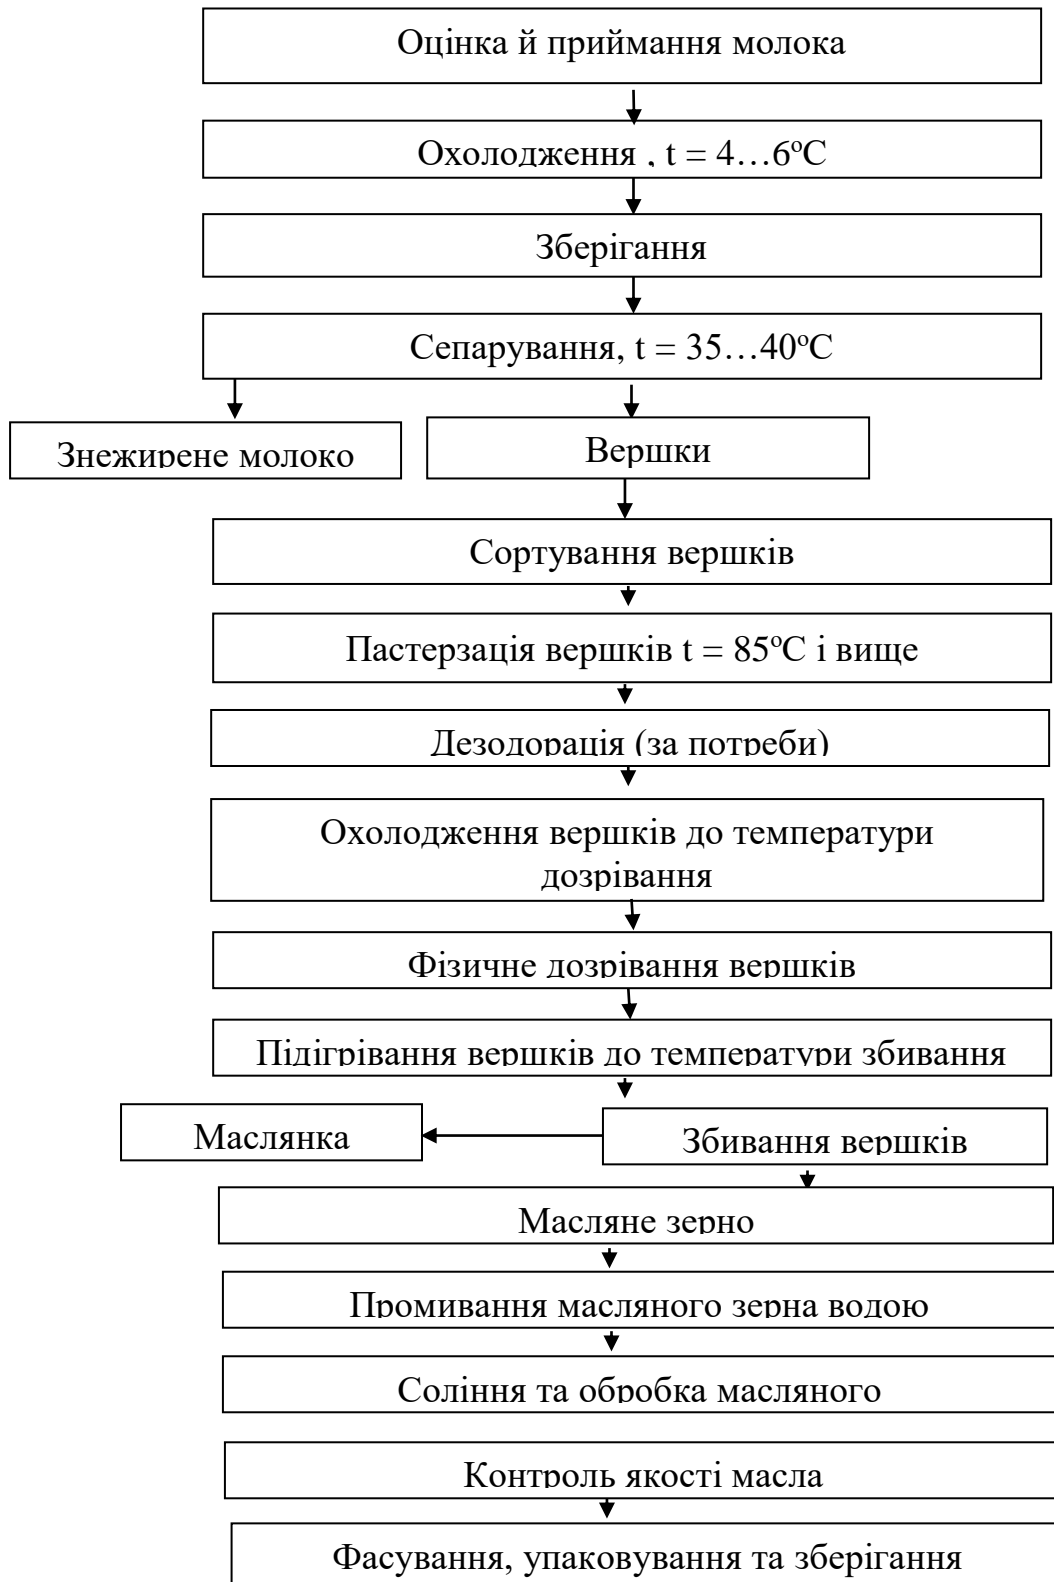 Оцінка й приймання молока
Охолодження , t = 4…6ºС
Зберігання
Сепарування, t = 35…40ºС
Знежирене молоко
Вершки
Сортування вершків
Пастерзація вершків t = 85ºС і вище
Дезодорація (за потреби)
Охолодження вершків до температури
дозрівання
Фізичне дозрівання вершків
Підігрівання вершків до температури збивання
Маслянка
Збивання вершків
Масляне зерно
Промивання масляного зерна водою
Соління та обробка масляного
Контроль якості масла
Фасування, упаковування та зберігання